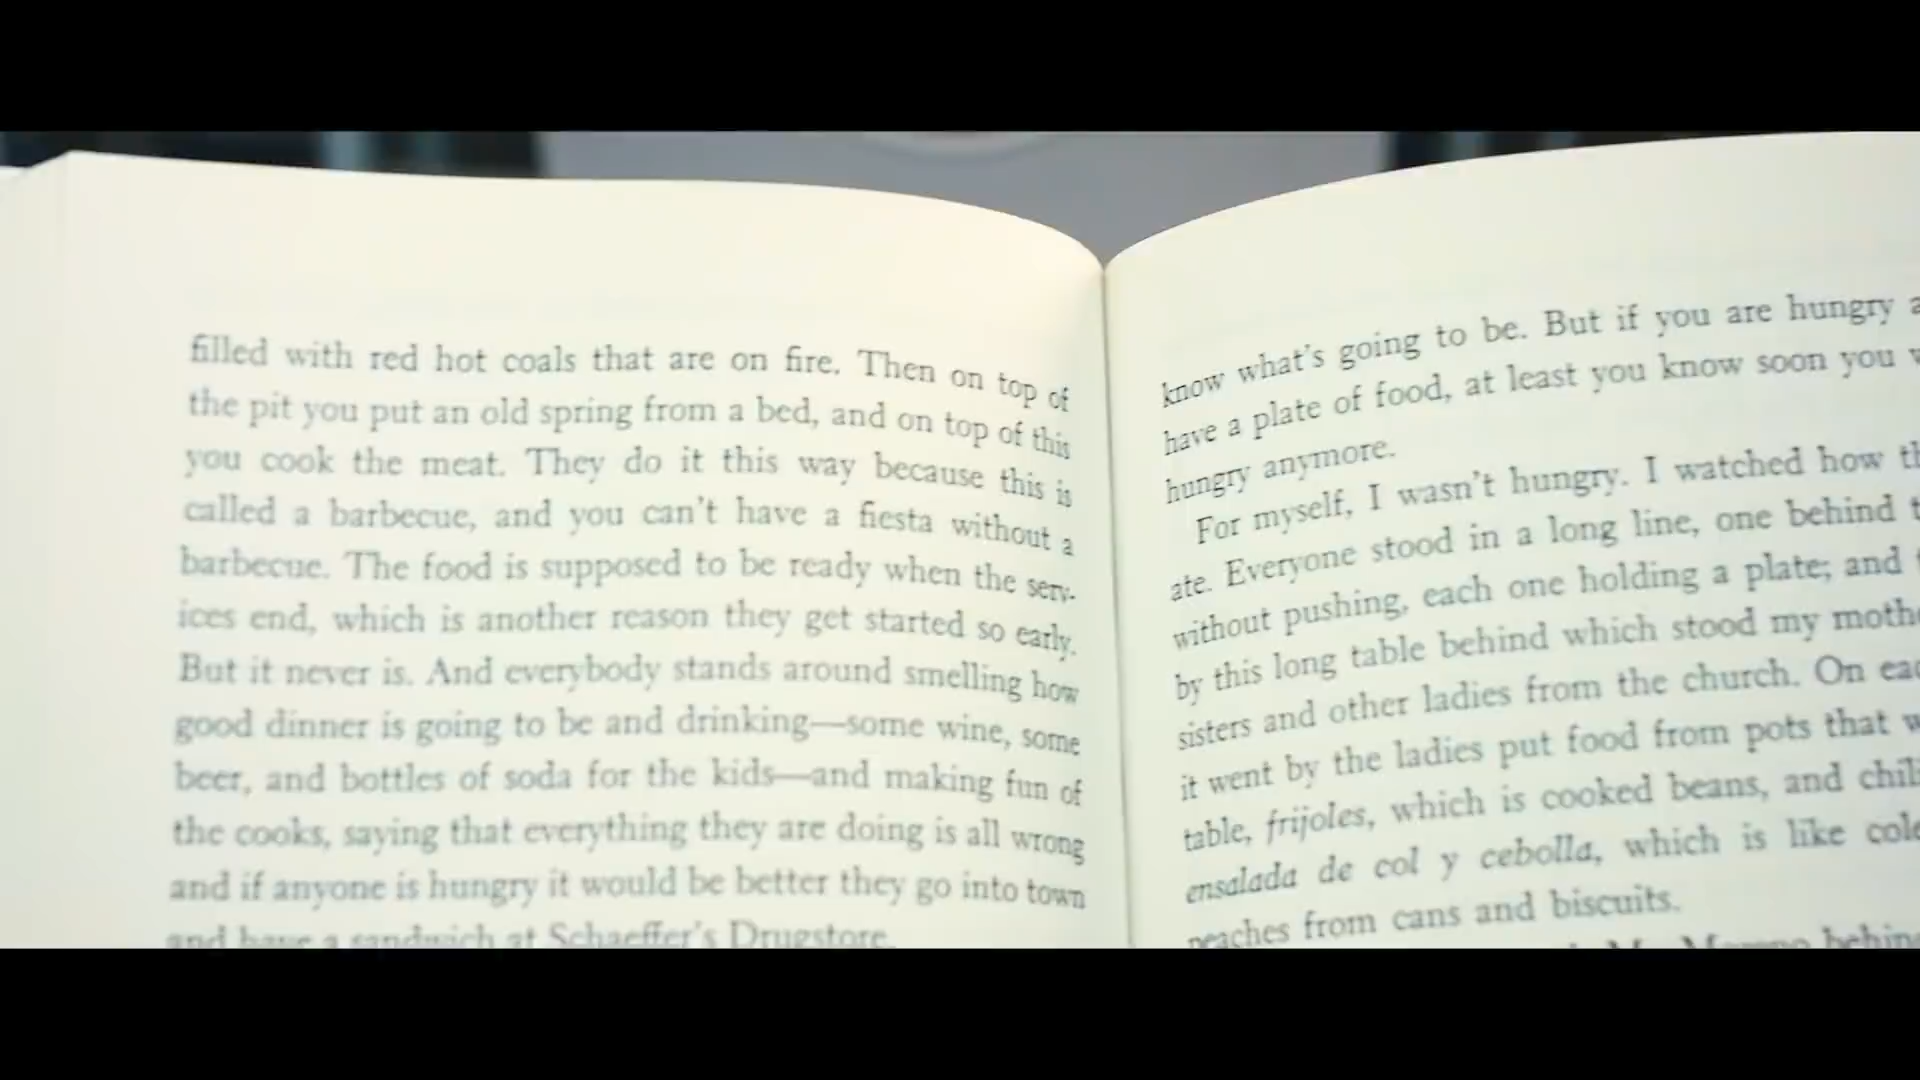 filled with red hot coals that are on fire. Then on top of
the pit you put an old spring from a bed, and on top of this
you cook the meat. They do it this way because this is
called a barbecue, and you can't have a fiesta without a
barbecue. The food is supposed to be ready when the serv-
ices end, which is another reason they get started so early.
But it never is. And everybody stands around smelling how
good dinner is going to be and drinking—some wine, some
beer, and bottles of soda for the kids—and making fun of
the cooks, saying that everything they are doing is all wrong
and if anyone is hungry it would be better they go into town
and have a sandwich at Schaeffer's Drugstore.
know what's going to be. But if you are hungry
have a plate of food, at least you know soon you
hungry anymore.
For myself, I wasn't hungry. I watched how
ate. Everyone stood in a long line, one behind
without pushing, each one holding a plate; and
by this long table behind which stood my
sisters and other ladies from the church. On
it went by the ladies put food from pots that
table, frijoles, which is cooked beans, and
ensalada de col y cebolla, which is like
peaches from cans and biscuits.